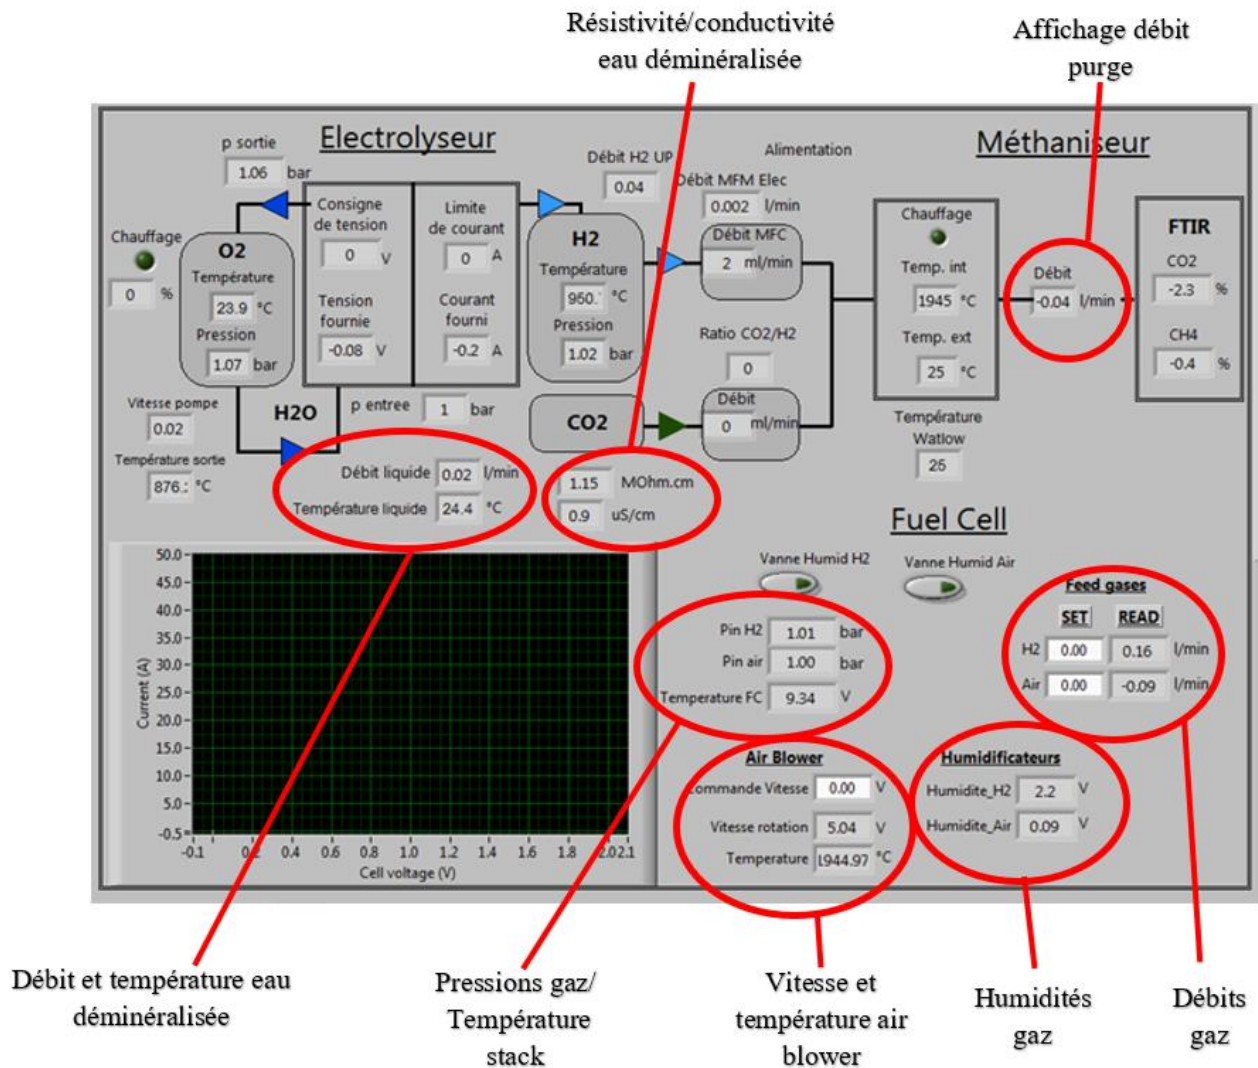 Résistivité/conductivité
eau déminéralisée
Affichage débit
purge
Electrolyseur
Méthaniseur
p sortie
1.06 bar
Débit H2 UP
0.04
Alimentation
Débit MFM Elec
0.002 l/min
Chauffage
0 %
O2
Température
23.9 °C
Pression
1.07 bar
Consigne
de tension
0 V
Tension
fournie
-0.08 V
Limite
de courant
0 A
Courant
fourni
-0.2 A
H2
Température
950. °C
Pression
1.02 bar
Débit MFC
2 ml/min
Ratio CO2/H2
0
Débit
0 ml/min
CO2
Chauffage
Temp. int
1945 °C
Temp. ext
25 °C
Température
Watlow
25
Débit
-0.04 l/min
FTIR
CO2
-2.3 %
CH4
-0.4 %
Vitesse pompe
0.02
Température sortie
876.: °C
H2O
p entree 1 bar
Débit liquide 0.02 l/min
Température liquide 24.4 °C
1.15 MOhm.cm
0.9 uS/cm
Fuel Cell
Vanne Humid H2
Vanne Humid Air
Feed gases
SET READ
H2 0.00 0.16 l/min
Air 0.00 -0.09 l/min
Pin H2 1.01 bar
Pin air 1.00 bar
Temperature FC 9.34 V
Air Blower
Commande Vitesse 0.00 V
Vitesse rotation 5.04 V
Temperature 1944.97 °C
Humidificateurs
Humidite_H2 2.2 V
Humidite_Air 0.09 V
Current (A)
50.0
45.0
40.0
35.0
30.0
25.0
20.0
15.0
10.0
5.0
-0.5
-0.1 0.2 0.4 0.6 0.8 1.0 1.2 1.4 1.6 1.8 2.0 2.1
Cell voltage (V)
Débit et température eau
déminéralisée
Pressions gaz/
Température
stack
Vitesse et
température air
blower
Humidités
gaz
Débits
gaz